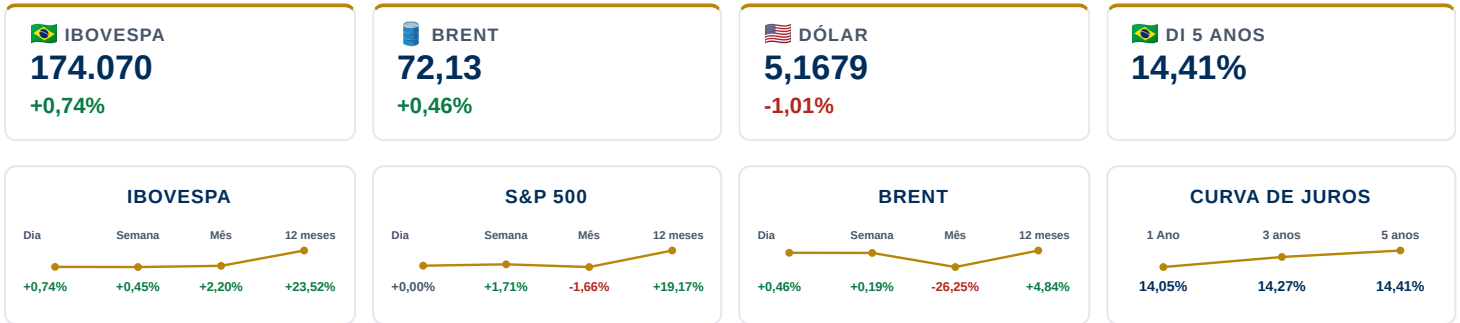 IBOVESPA
174.070
+0,74%
BRENT
72,13
+0,46%
DÓLAR
5,1679
-1,01%
DI 5 ANOS
14,41%
IBOVESPA
Dia Semana Mês 12 meses
+0,74% +0,45% +2,20% +23,52%
S&P 500
Dia Semana Mês 12 meses
+0,00% +1,71% -1,66% +19,17%
BRENT
Dia Semana Mês 12 meses
+0,46% +0,19% -26,25% +4,84%
CURVA DE JUROS
1 Ano 3 anos 5 anos
14,05% 14,27% 14,41%